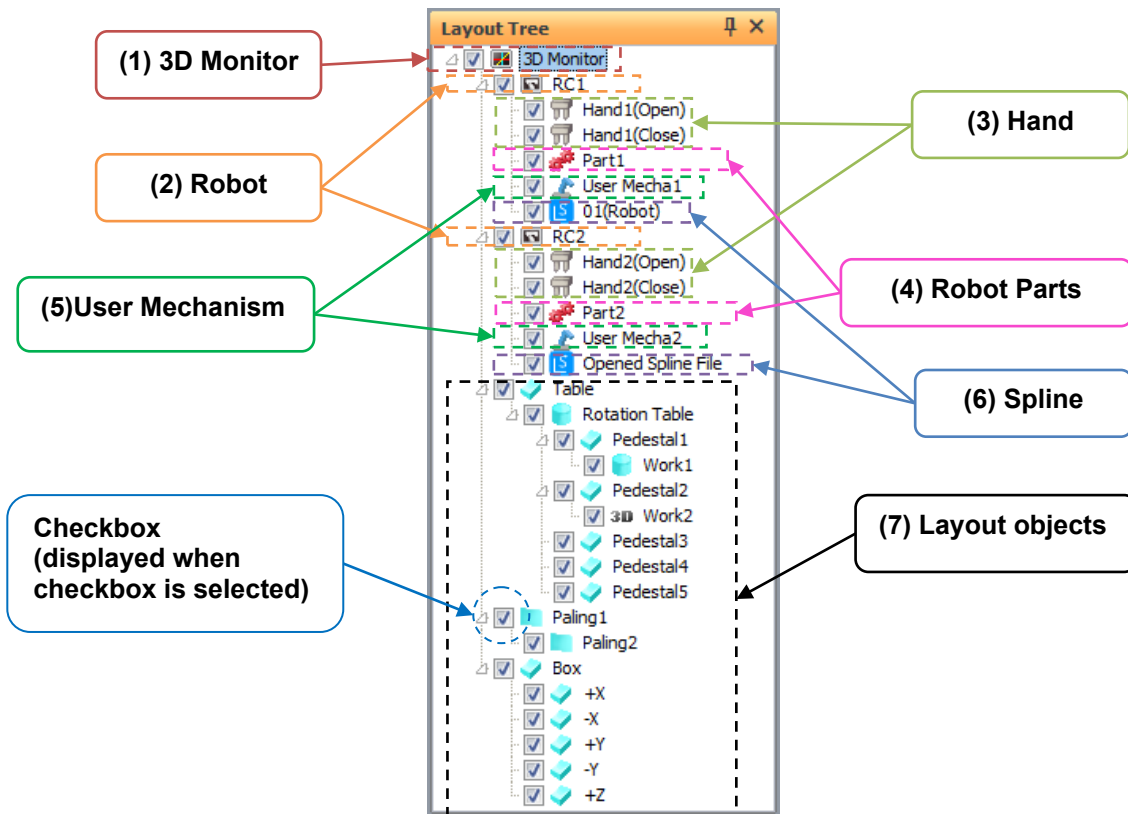 Layout Tree
(1) 3D Monitor
3D Monitor
RC1
Hand1(Open)
Hand1(Close)
(3) Hand
Part1
(2) Robot
User Mecha1
01(Robot)
RC2
Hand2(Open)
Hand2(Close)
(4) Robot Parts
(5)User Mechanism
Part2
User Mecha2
Opened Spline File
(6) Spline
Table
Rotation Table
Pedestal1
Work1
Pedestal2
3D Work2
(7) Layout objects
Checkbox
(displayed when
checkbox is selected)
Pedestal3
Pedestal4
Pedestal5
Paling1
Paling2
Box
+X
-X
+Y
-Y
+Z